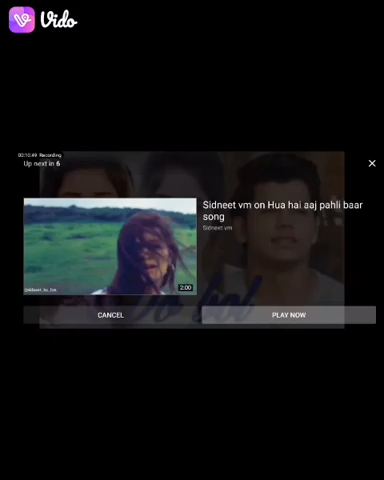 Vido
00:10:49 Recording
Up next in 6
Sidneet vm on Hua hai aaj pahli baar
song
Sidneet vm
2:00
CANCEL
PLAY NOW